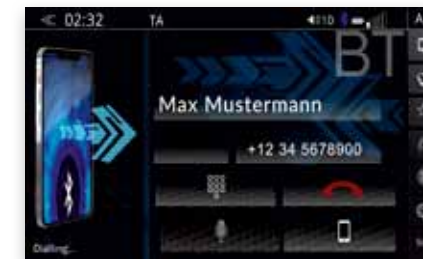 02:32 TA
BT
Max Mustermann
+12 34 5678900
Dialling...